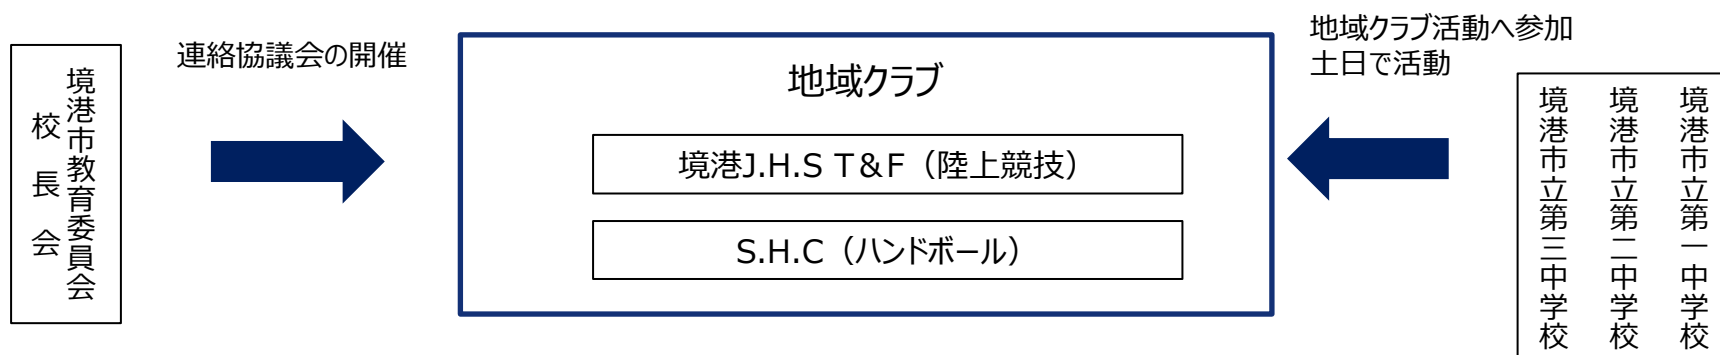 境港市教育委員会
校長会
連絡協議会の開催
地域クラブ
境港J.H.S T&F（陸上競技）
S.H.C（ハンドボール）
地域クラブ活動へ参加
土日で活動
境港市立第一中学校
境港市立第二中学校
境港市立第三中学校